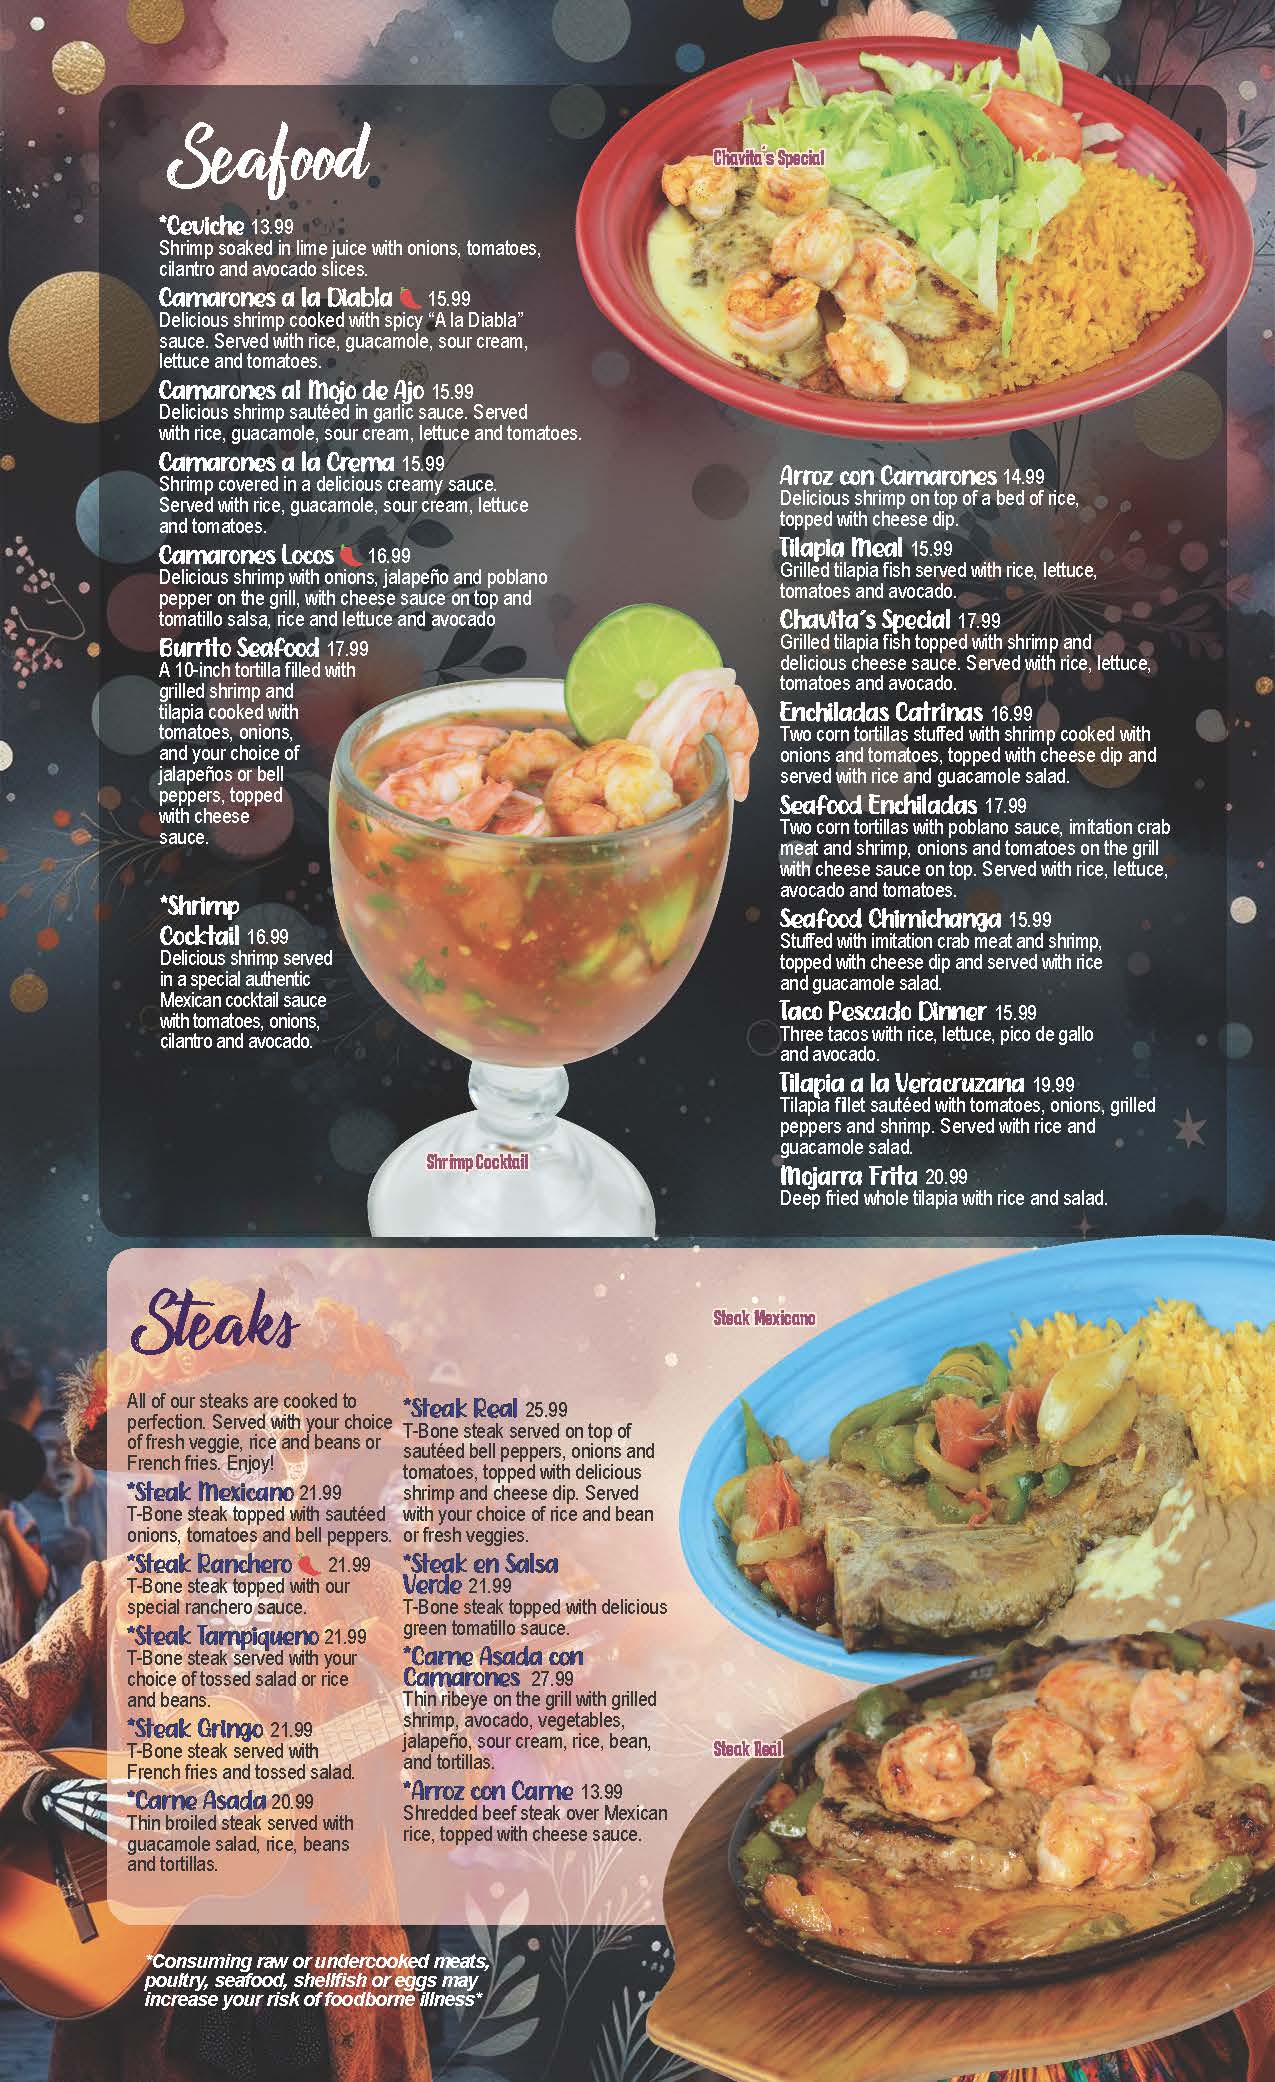 Seafood
*Ceviche 13.99
Shrimp soaked in lime juice with onions, tomatoes,
cilantro and avocado slices.
Camarones a la Diabla 15.99
Delicious shrimp cooked with spicy “A la Diabla”
sauce. Served with rice, guacamole, sour cream,
lettuce and tomatoes.
Camarones al Mojo de Ajo 15.99
Delicious shrimp sautéed in garlic sauce. Served
with rice, guacamole, sour cream, lettuce and tomatoes.
Camarones a la Crema 15.99
Shrimp covered in a delicious creamy sauce.
Served with rice, guacamole, sour cream, lettuce
and tomatoes.
Camarones Locos 16.99
Delicious shrimp with onions, jalapeño and poblano
pepper on the grill, with cheese sauce on top and
tomatillo salsa, rice and lettuce and avocado
Burrito Seafood 17.99
A 10-inch tortilla filled with
grilled shrimp and
tilapia cooked with
tomatoes, onions,
and your choice of
jalapeños or bell
peppers, topped
with cheese
sauce.
*Shrimp
Cocktail 16.99
Delicious shrimp served
in a special authentic
Mexican cocktail sauce
with tomatoes, onions,
cilantro and avocado.
Shrimp Cocktail
Chavita's Special
Arroz con Camarones 14.99
Delicious shrimp on top of a bed of rice,
topped with cheese dip.
Tilapia Meal 15.99
Grilled tilapia fish served with rice, lettuce,
tomatoes and avocado.
Chavita's Special 17.99
Grilled tilapia fish topped with shrimp and
delicious cheese sauce. Served with rice, lettuce,
tomatoes and avocado.
Enchiladas Catrinas 16.99
Two corn tortillas stuffed with shrimp cooked with
onions and tomatoes, topped with cheese dip and
served with rice and guacamole salad.
Seafood Enchiladas 17.99
Two corn tortillas with poblano sauce, imitation crab
meat and shrimp, onions and tomatoes on the grill
with cheese sauce on top. Served with rice, lettuce,
avocado and tomatoes.
Seafood Chimichanga 15.99
Stuffed with imitation crab meat and shrimp,
topped with cheese dip and served with rice
and guacamole salad.
Taco Pescado Dinner 15.99
Three tacos with rice, lettuce, pico de gallo
and avocado.
Tilapia a la Veracruzana 19.99
Tilapia fillet sautéed with tomatoes, onions, grilled
peppers and shrimp. Served with rice and
guacamole salad.
Mojarra Frita 20.99
Deep fried whole tilapia with rice and salad.
Steaks
All of our steaks are cooked to
perfection. Served with your choice
of fresh veggie, rice and beans or
French fries. Enjoy!
*Steak Mexicano 21.99
T-Bone steak topped with sautéed
onions, tomatoes and bell peppers.
*Steak Ranchero 21.99
T-Bone steak topped with our
special ranchero sauce.
*Steak Tampiqueno 21.99
T-Bone steak served with your
choice of tossed salad or rice
and beans.
*Steak Gringo 21.99
T-Bone steak served with
French fries and tossed salad.
*Carne Asada 20.99
Thin broiled steak served with
guacamole salad, rice, beans
and tortillas.
*Steak Real 25.99
T-Bone steak served on top of
sautéed bell peppers, onions and
tomatoes, topped with delicious
shrimp and cheese dip. Served
with your choice of rice and bean
or fresh veggies.
*Steak en Salsa
Verde 21.99
T-Bone steak topped with delicious
green tomatillo sauce.
*Carne Asada con
Camarones 27.99
Thin ribeye on the grill with grilled
shrimp, avocado, vegetables,
jalapeño, sour cream, rice, bean,
and tortillas.
*Arroz con Carne 13.99
Shredded beef steak over Mexican
rice, topped with cheese sauce.
Steak Mexicano
Steak Real
*Consuming raw or undercooked meats,
poultry, seafood, shellfish or eggs may
increase your risk of foodborne illness*